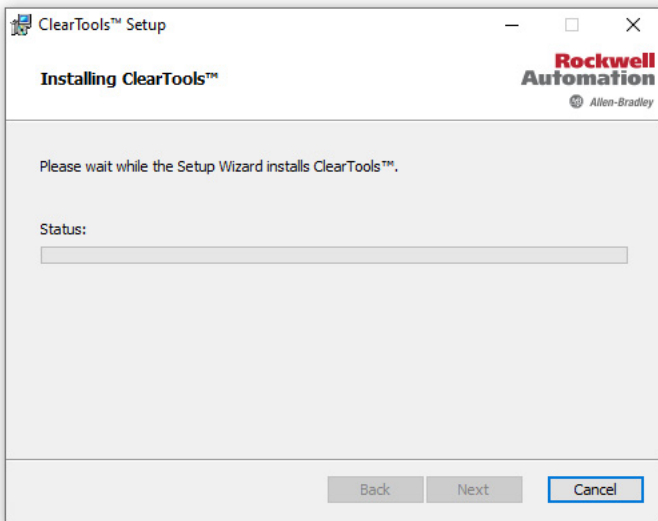 ClearTools™ Setup
Installing ClearTools™
Rockwell
Automation
AB Allen-Bradley
Please wait while the Setup Wizard installs ClearTools™.
Status:
Back
Next
Cancel